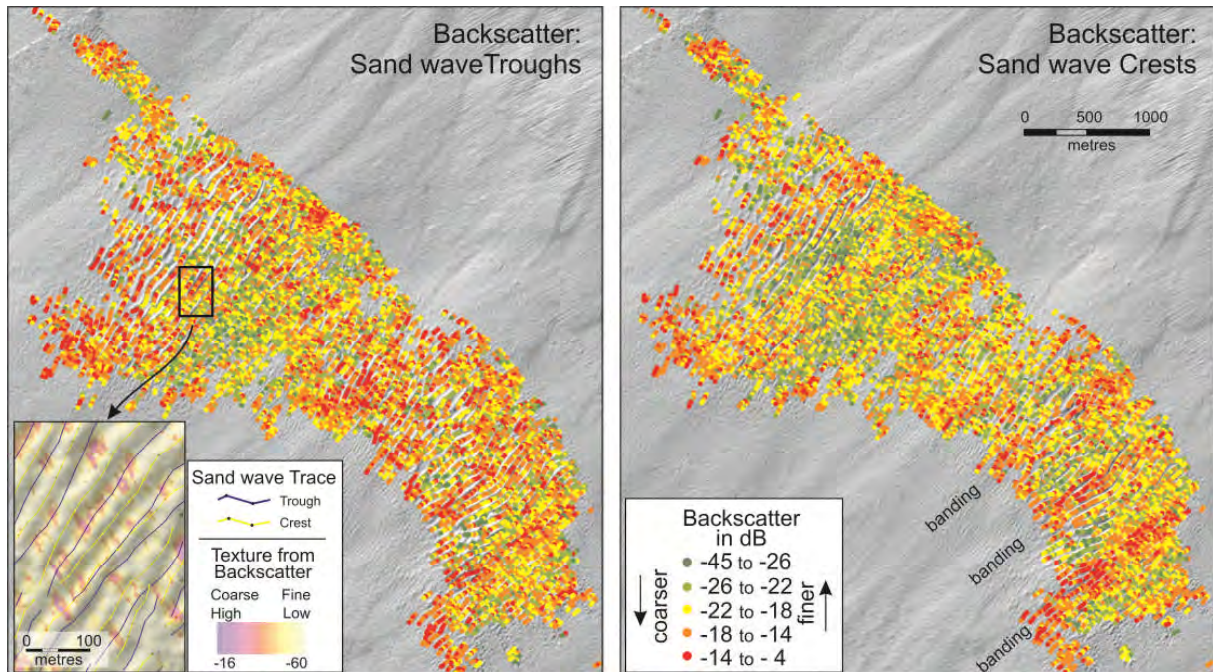 Backscatter:
Sand waveTroughs
Sand wave Trace
Trough
Crest
Texture from
Backscatter
Coarse Fine
High Low
-16 -60
0 100
metres
Backscatter:
Sand wave Crests
0 500 1000
metres
banding
banding
banding
Backscatter
in dB
-45 to -26
-26 to -22
-22 to -18
-18 to -14
-14 to - 4
coarser
finer